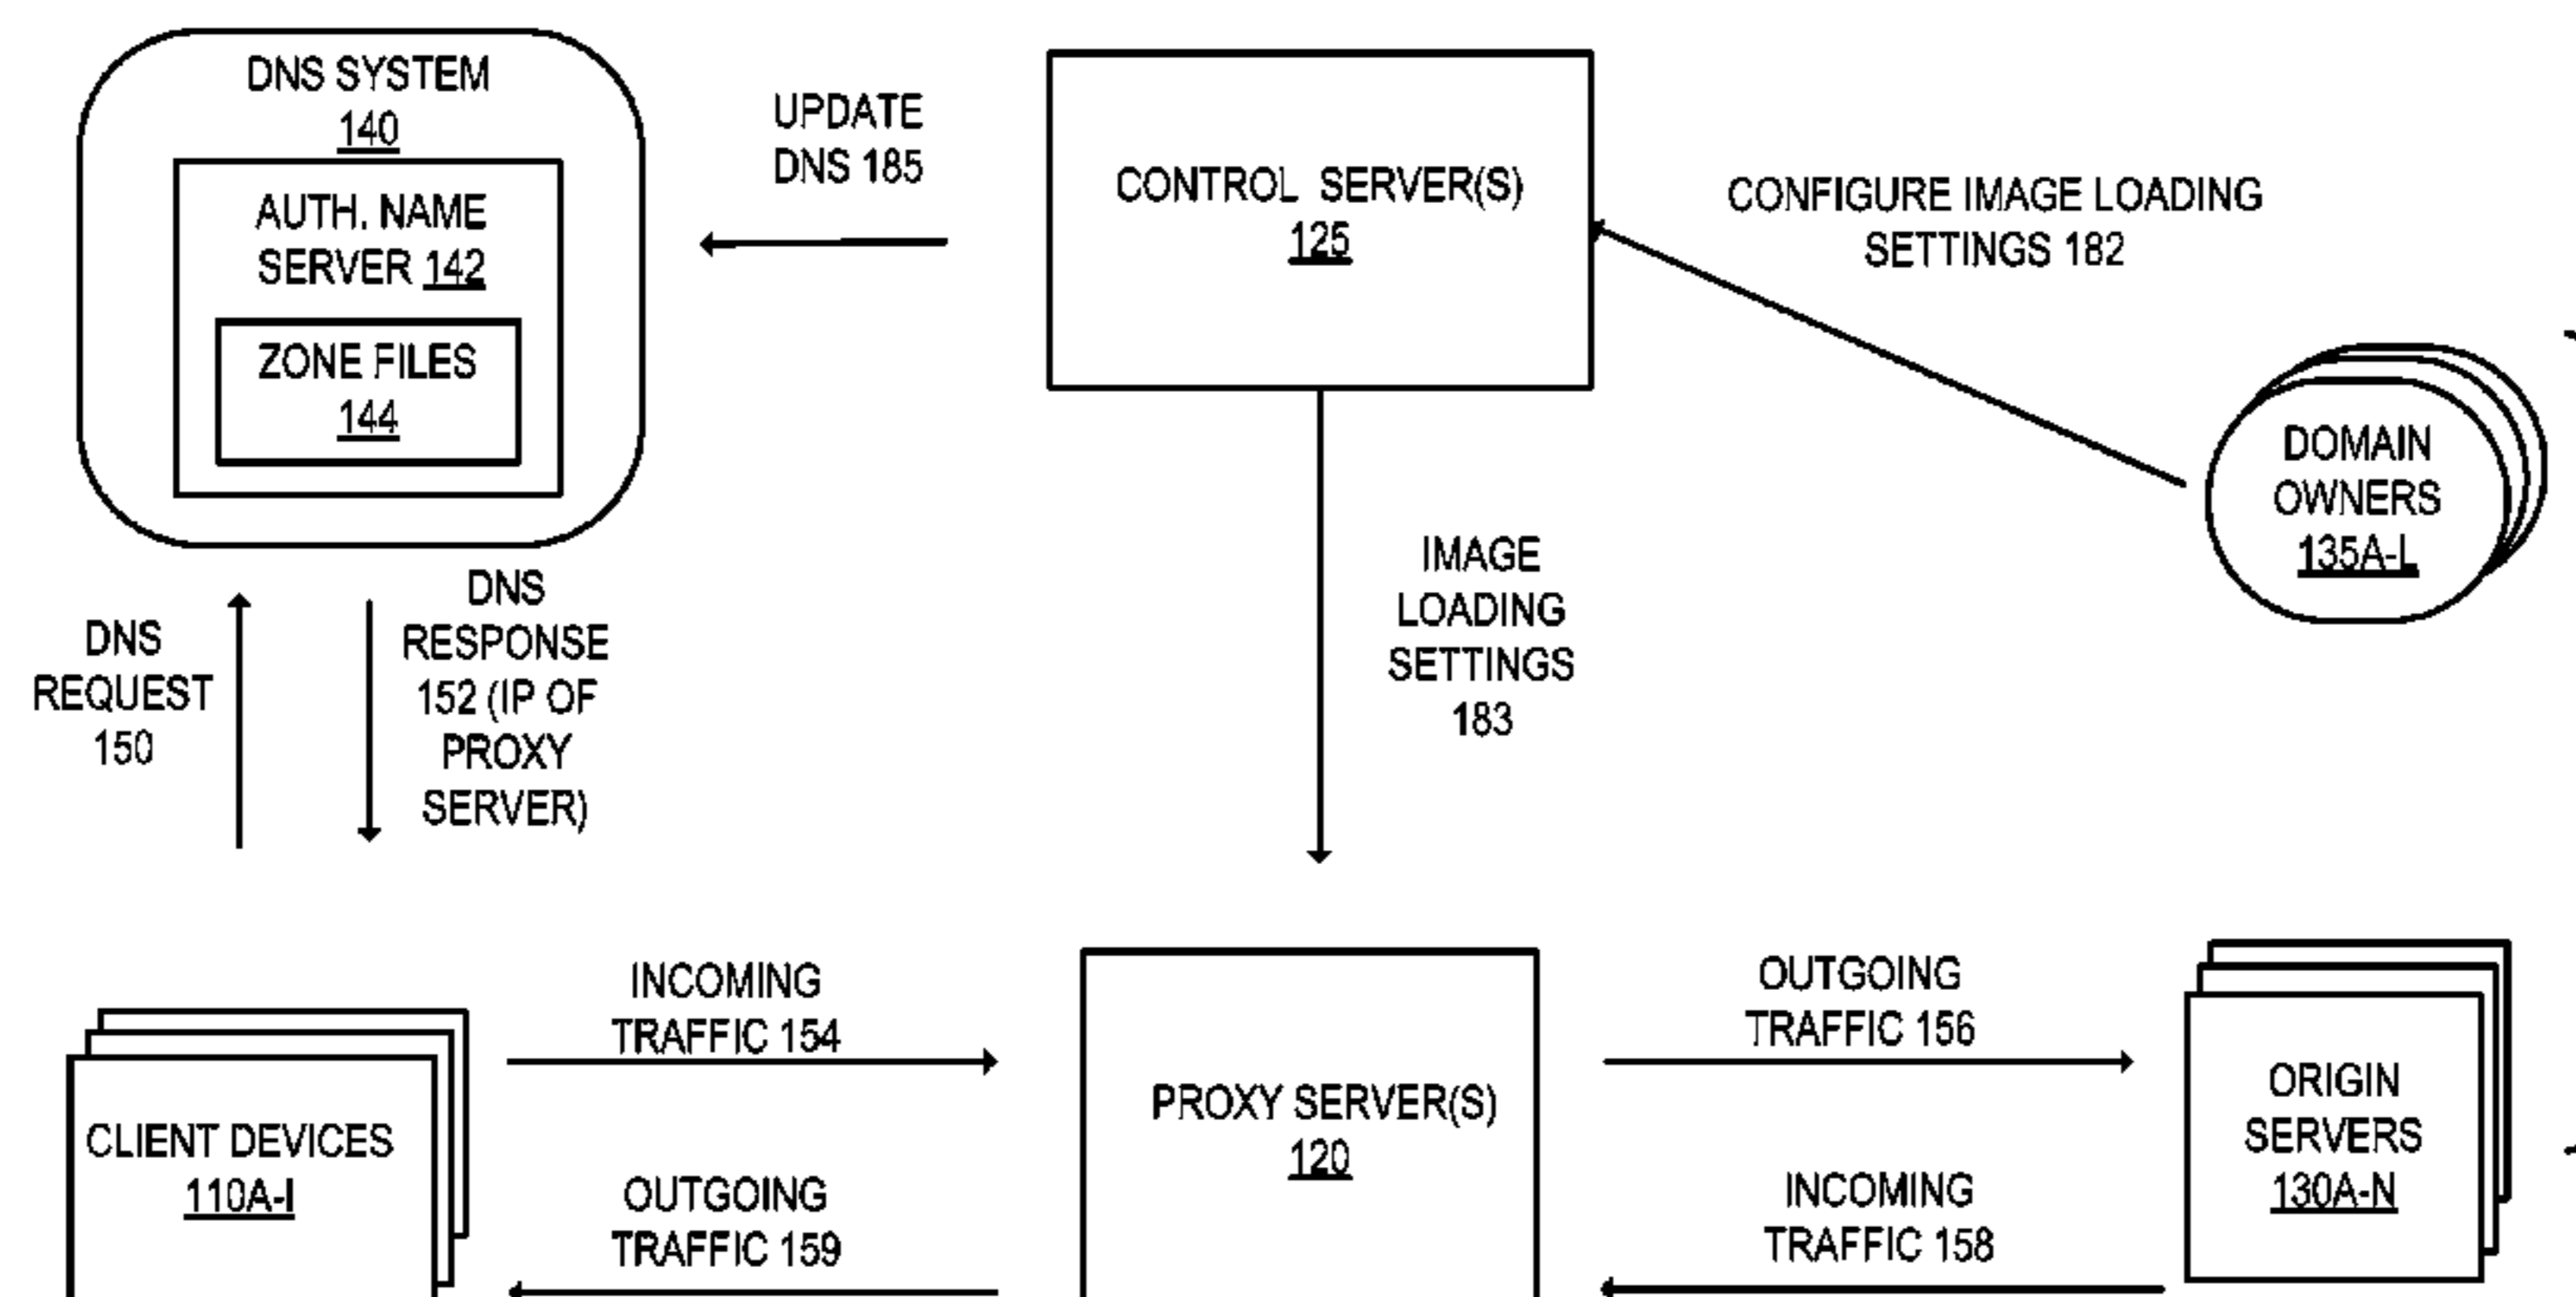 DNS SYSTEM
140
AUTH. NAME
SERVER 142
ZONE FILES
144
UPDATE
DNS 185
CONTROL SERVER(S)
125
CONFIGURE IMAGE LOADING
SETTINGS 182
DOMAIN
OWNERS
135A-L
DNS
REQUEST
150
DNS
RESPONSE
152 (IP OF
PROXY
SERVER)
IMAGE
LOADING
SETTINGS
183
CLIENT DEVICES
110A-I
INCOMING
TRAFFIC 154
OUTGOING
TRAFFIC 159
PROXY SERVER(S)
120
OUTGOING
TRAFFIC 156
INCOMING
TRAFFIC 158
ORIGIN
SERVERS
130A-N